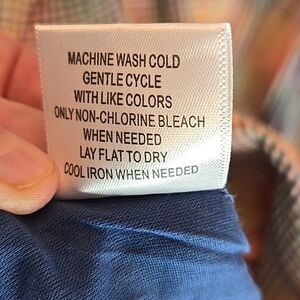 MACHINE WASH COLD
GENTLE CYCLE
WITH LIKE COLORS
ONLY NON-CHLORINE BLEACH
WHEN NEEDED
LAY FLAT TO DRY
COOL IRON WHEN NEEDED